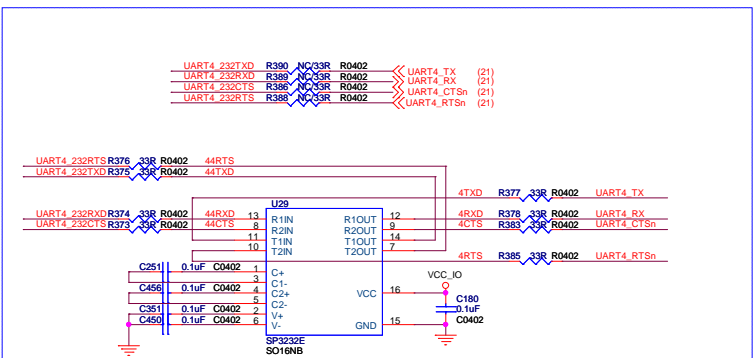 UART4_232TXD R390 NC/33R R0402 UART4_TX (21)
UART4_232RXD R389 NC/33R R0402 UART4_RX (21)
UART4_232CTS R386 NC/33R R0402 UART4_CTSn (21)
UART4_232RTS R388 NC/33R R0402 UART4_RTSn (21)
UART4_232RTS R376 33R R0402 44RTS
UART4_232TXD R375 33R R0402 44TXD
4TXD R377 33R R0402 UART4_TX
U29
UART4_232RXD R374 33R R0402 44RXD 13 R1IN R1OUT 12 4RXD R378 33R R0402 UART4_RX
UART4_232CTS R373 33R R0402 44CTS 8 R2IN R2OUT 9 4CTS R383 33R R0402 UART4_CTSn
11 T1IN T1OUT 14
10 T2IN T2OUT 7
4RTS R385 33R R0402 UART4_RTSn
C251 0.1uF C0402 1 C+
3 C1-
VCC_IO
C456 0.1uF C0402 4 C2+ VCC 16
5 C2-
C180
0.1uF
C0402
C351 0.1uF C0402 2 V+
C450 0.1uF C0402 6 V- GND 15
SP3232E
SO16NB